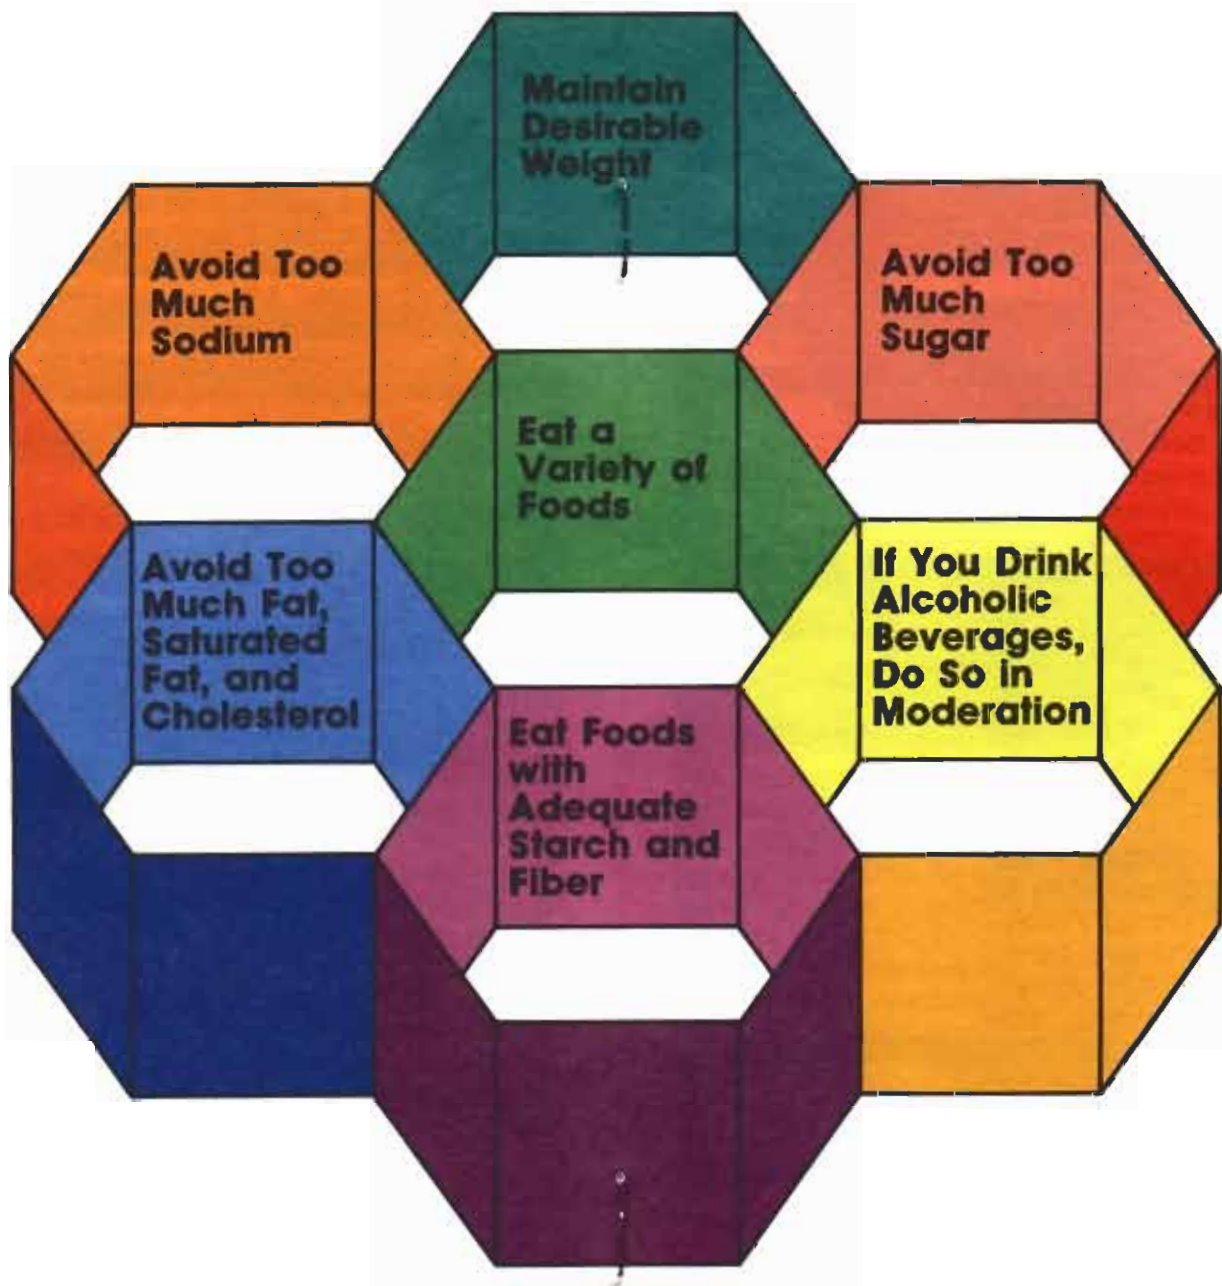 Maintain
Desirable
Weight
Avoid Too
Much
Sodium
Avoid Too
Much
Sugar
Eat a
Variety of
Foods
Avoid Too
Much Fat,
Saturated
Fat, and
Cholesterol
If You Drink
Alcoholic
Beverages,
Do So in
Moderation
Eat Foods
with
Adequate
Starch and
Fiber